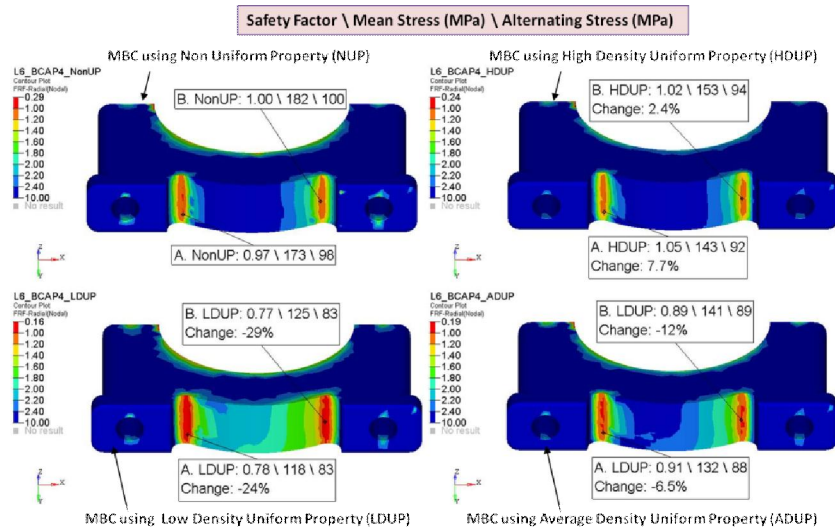 Safety Factor \ Mean Stress (MPa) \ Alternating Stress (MPa)
MBC using Non Uniform Property (NUP)
L6_BCAP4_NonUP
Contour Plot
FRF-Radial(Nodal)
0.29
1.00
1.40
1.60
1.80
2.00
2.20
2.40
10.00
No result
B. NonUP: 1.00 \ 182 \ 100
A. NonUP: 0.97 \ 173 \ 96
Z
X
MBC using High Density Uniform Property (HDUP)
L6_BCAP4_HDUP
Contour Plot
FRF-Radial(Nodal)
0.24
1.00
1.40
1.60
1.80
2.00
2.20
2.40
10.00
No result
B. HDUP: 1.02 \ 153 \ 94
Change: 2.4%
A. HDUP: 1.05 \ 143 \ 92
Change: 7.7%
Z
X
L6_BCAP4_LDUP
Contour Plot
FRF-Radial(Nodal)
0.16
1.00
1.40
1.60
1.80
2.00
2.20
2.40
10.00
No result
B. LDUP: 0.77 \ 125 \ 83
Change: -29%
A. LDUP: 0.78 \ 118 \ 83
Change: -24%
Z
X
MBC using Low Density Uniform Property (LDUP)
L6_BCAP4_ADUP
Contour Plot
FRF-Radial(Nodal)
0.19
1.00
1.40
1.60
1.80
2.00
2.20
2.40
10.00
No result
B. LDUP: 0.89 \ 141 \ 89
Change: -12%
A. LDUP: 0.91 \ 132 \ 88
Change: -6.5%
Z
X
MBC using Average Density Uniform Property (ADUP)